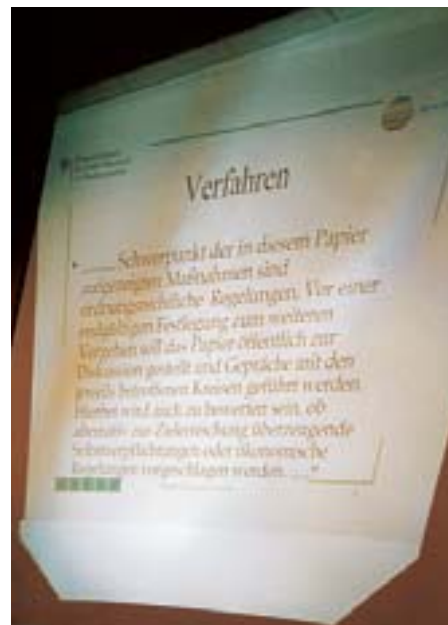 Verfahren
"......Schwerpunkt der in diesem Papier
aufgezeigten Maßnahmen sind
ordnungsrechtliche Regelungen. Vor einer
endgültigen Festlegung zum weiteren
Vorgehen soll das Papier öffentlich zur
Diskussion gestellt und Gepräche mit den
jeweils betroffenen Kreisen geführt werden.
Hierbei wird auch zu bewerten sein, ob
alternativ zur Zielerreichung überzeugende
Selbstverpflichtungen oder ökonomische
Regelungen vorgeschlagen werden......"